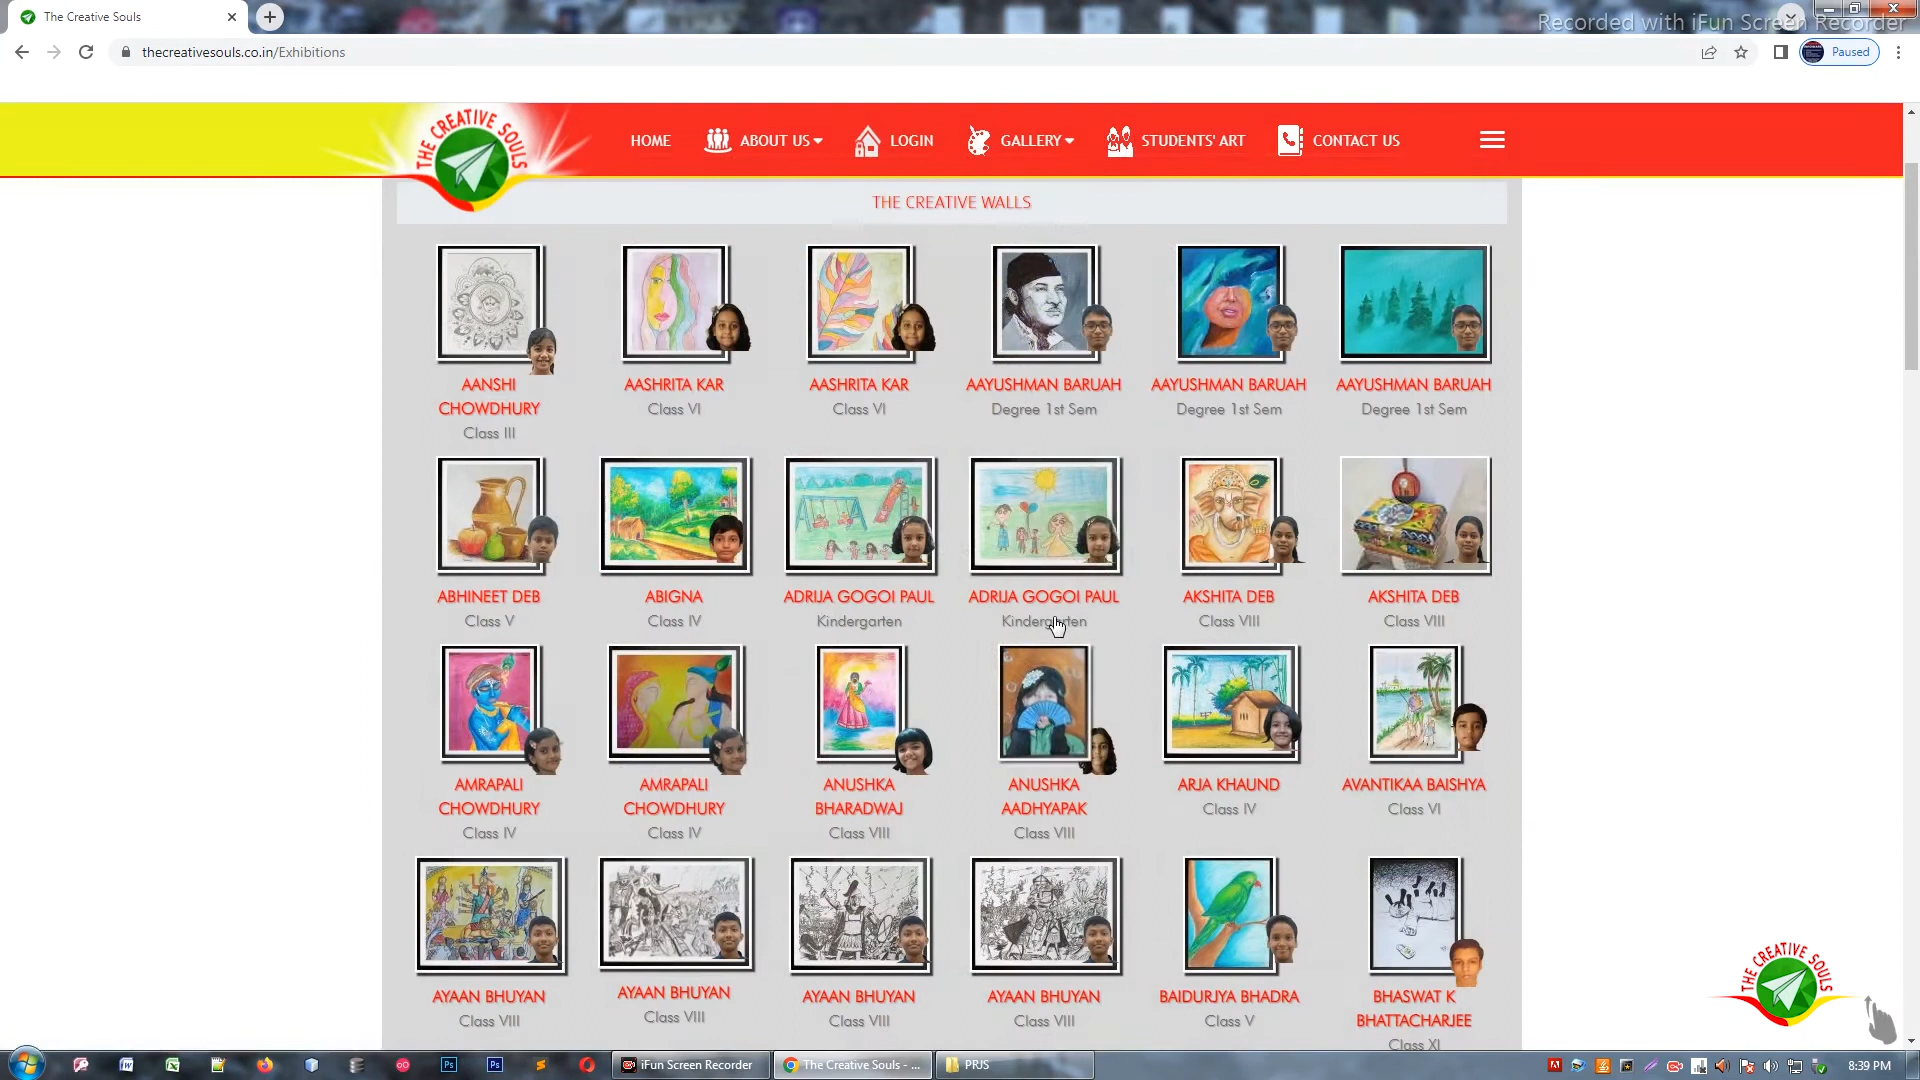 The Creative Souls
Recorded with iFun Screen Recorder
thecreativesouls.co.in/Exhibitions
Paused
THE CREATIVE SOULS
HOME
ABOUT US
LOGIN
GALLERY
STUDENTS' ART
CONTACT US
THE CREATIVE WALLS
AANSHI
CHOWDHURY
Class III
AASHRITA KAR
Class VI
AASHRITA KAR
Class VI
AAYUSHMAN BARUAH
Degree 1st Sem
AAYUSHMAN BARUAH
Degree 1st Sem
AAYUSHMAN BARUAH
Degree 1st Sem
ABHINEET DEB
Class V
ABIGNA
Class IV
ADRIJA GOGOI PAUL
Kindergarten
ADRIJA GOGOI PAUL
Kindergarten
AKSHITA DEB
Class VIII
AKSHITA DEB
Class VIII
AMRAPALI
CHOWDHURY
Class IV
AMRAPALI
CHOWDHURY
Class IV
ANUSHKA
BHARADWAJ
Class VIII
ANUSHKA
AADHYAPAK
Class VIII
ARJA KHAUND
Class IV
AVANTIKAA BAISHYA
Class VI
AYAAN BHUYAN
Class VIII
AYAAN BHUYAN
Class VIII
AYAAN BHUYAN
Class VIII
AYAAN BHUYAN
Class VIII
BAIDURJYA BHADRA
Class V
BHASWAT K
BHATTACHARJEE
Class XI
THE CREATIVE SOULS
iFun Screen Recorder
The Creative Souls - ...
PRJS
8:39 PM